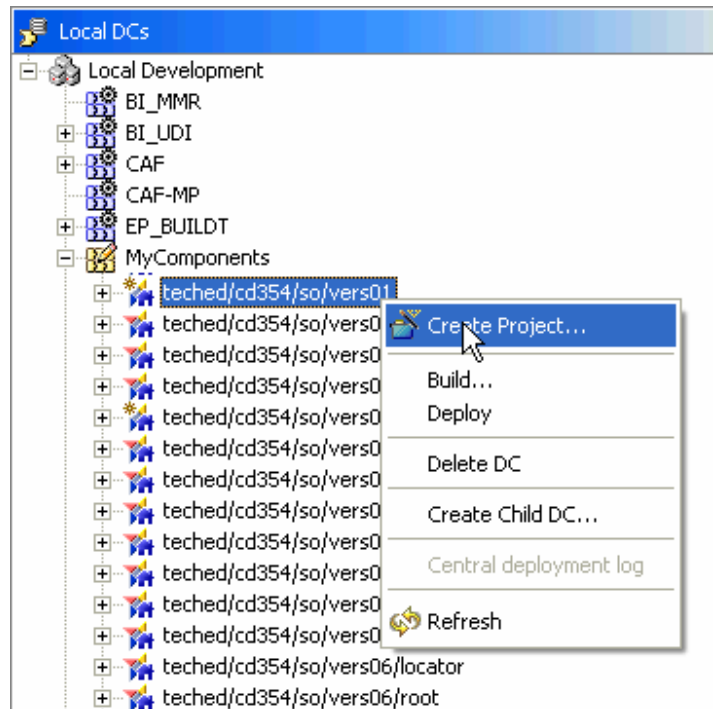 Local DCs
Local Development
BI_MMR
BI_UDI
CAF
CAF-MP
EP_BUILDT
MyComponents
teched/cd354/so/vers01
teched/cd354/so/vers0
Create Project...
teched/cd354/so/vers0
teched/cd354/so/vers0
Build...
teched/cd354/so/vers0
Deploy
teched/cd354/so/vers0
Delete DC
teched/cd354/so/vers0
teched/cd354/so/vers0
Create Child DC...
teched/cd354/so/vers0
teched/cd354/so/vers0
Central deployment log
teched/cd354/so/vers0
teched/cd354/so/vers0
Refresh
teched/cd354/so/vers06/locator
teched/cd354/so/vers06/root